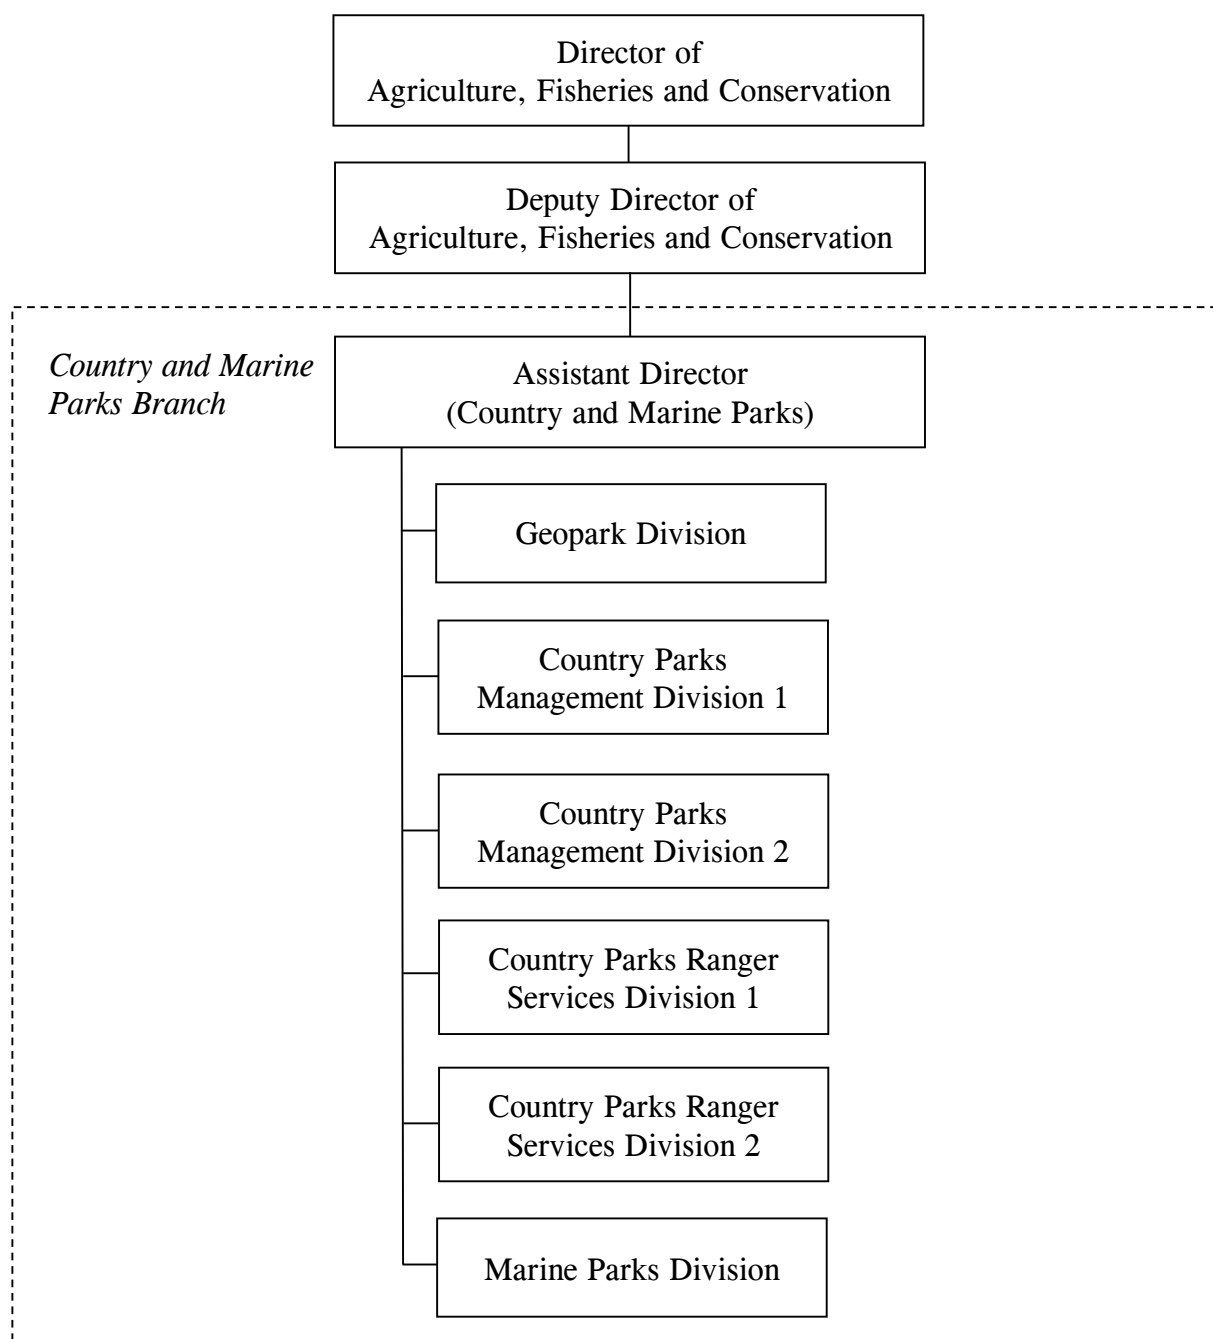 Director of
Agriculture, Fisheries and Conservation
Deputy Director of
Agriculture, Fisheries and Conservation
Country and Marine
Parks Branch
Assistant Director
(Country and Marine Parks)
Geopark Division
Country Parks
Management Division 1
Country Parks
Management Division 2
Country Parks Ranger
Services Division 1
Country Parks Ranger
Services Division 2
Marine Parks Division